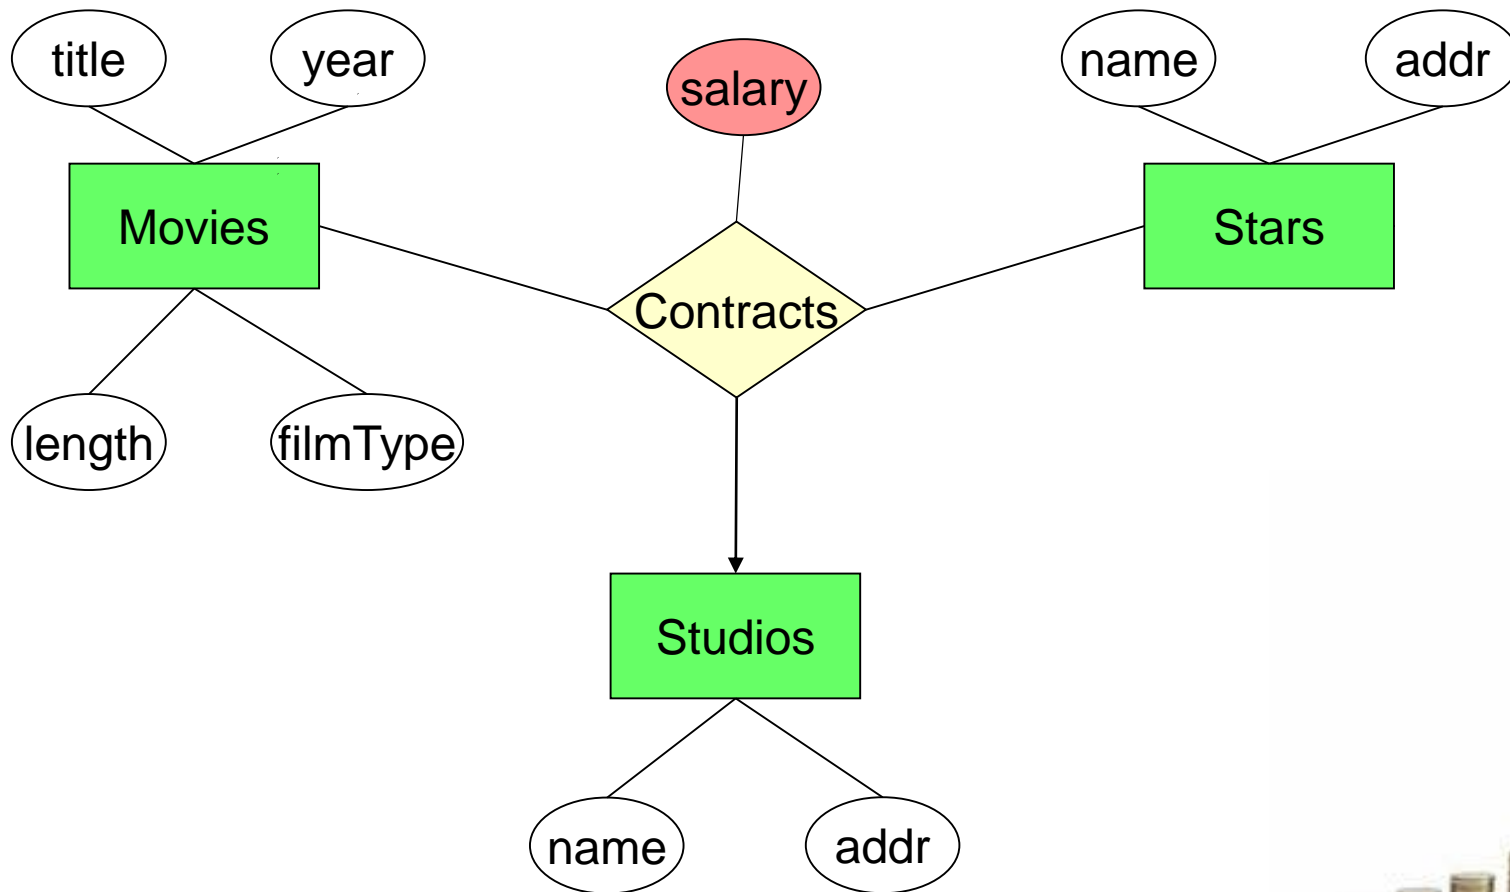 title
year
salary
name
addr
Movies
Stars
Contracts
length
filmType
Studios
name
addr